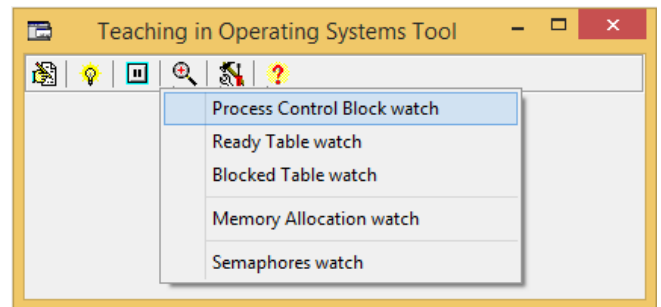 Teaching in Operating Systems Tool
Process Control Block watch
Ready Table watch
Blocked Table watch
Memory Allocation watch
Semaphores watch